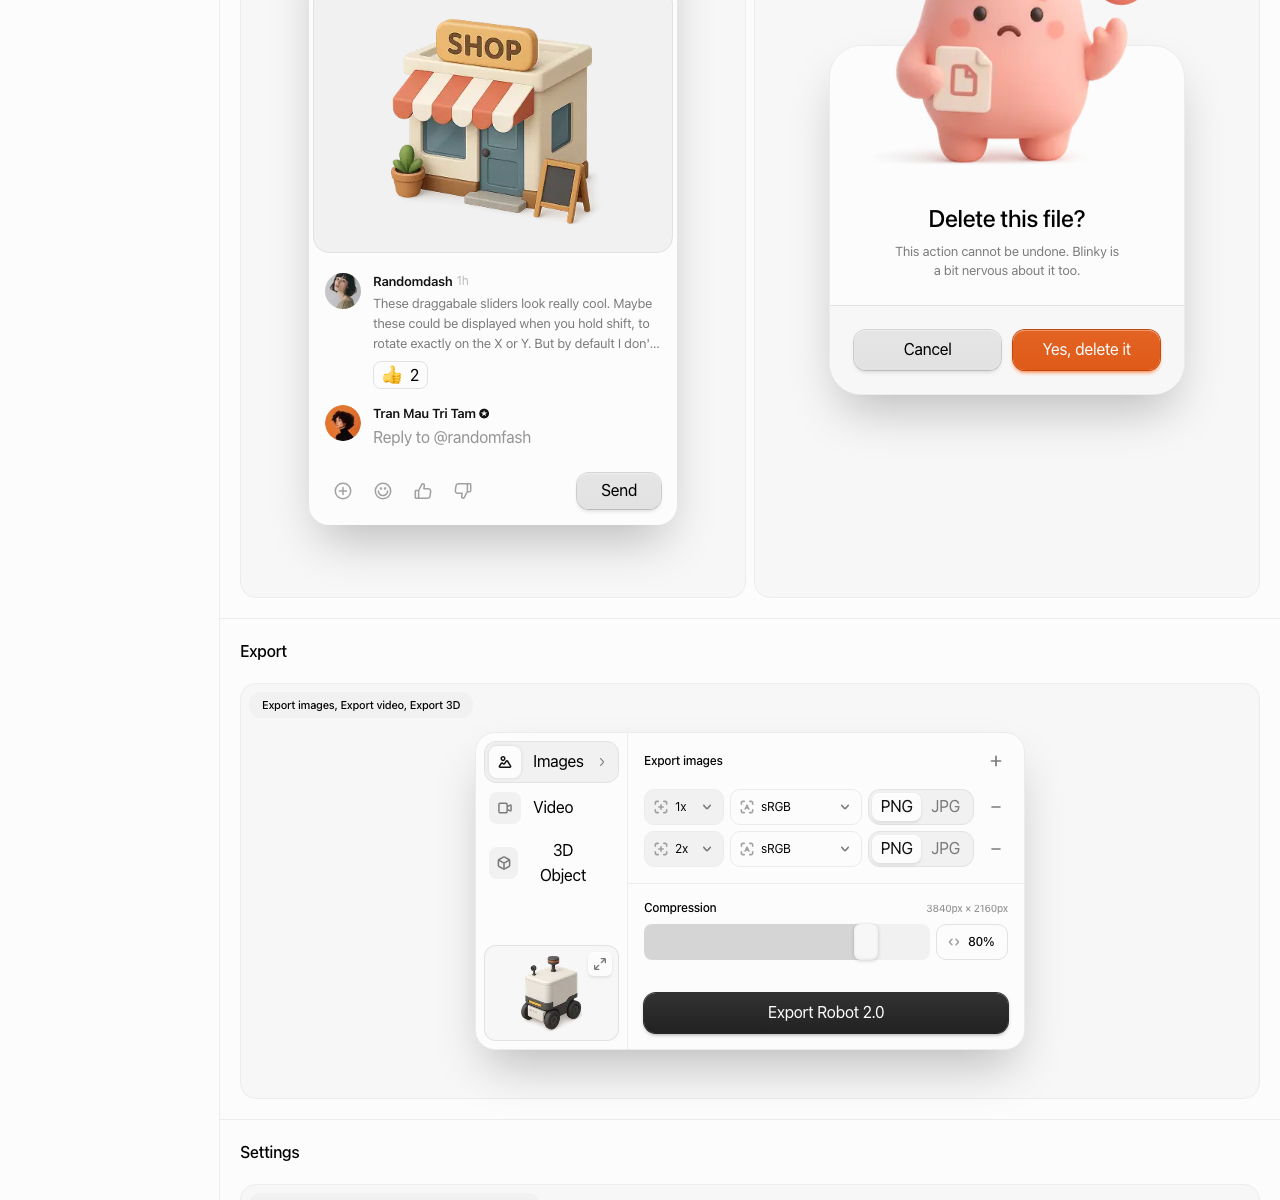 SHOP
Randomdash 1h
These draggabale sliders look really cool. Maybe
these could be displayed when you hold shift, to
rotate exactly on the X or Y. But by default I don'...
👍 2
Tran Mau Tri Tam
Reply to @randomfash
Send
Delete this file?
This action cannot be undone. Blinky is
a bit nervous about it too.
Cancel
Yes, delete it
Export
Export images, Export video, Export 3D
Images
Video
3D
Object
Export images
1x
sRGB
PNG
JPG
2x
sRGB
PNG
JPG
Compression
3840px × 2160px
80%
Export Robot 2.0
Settings